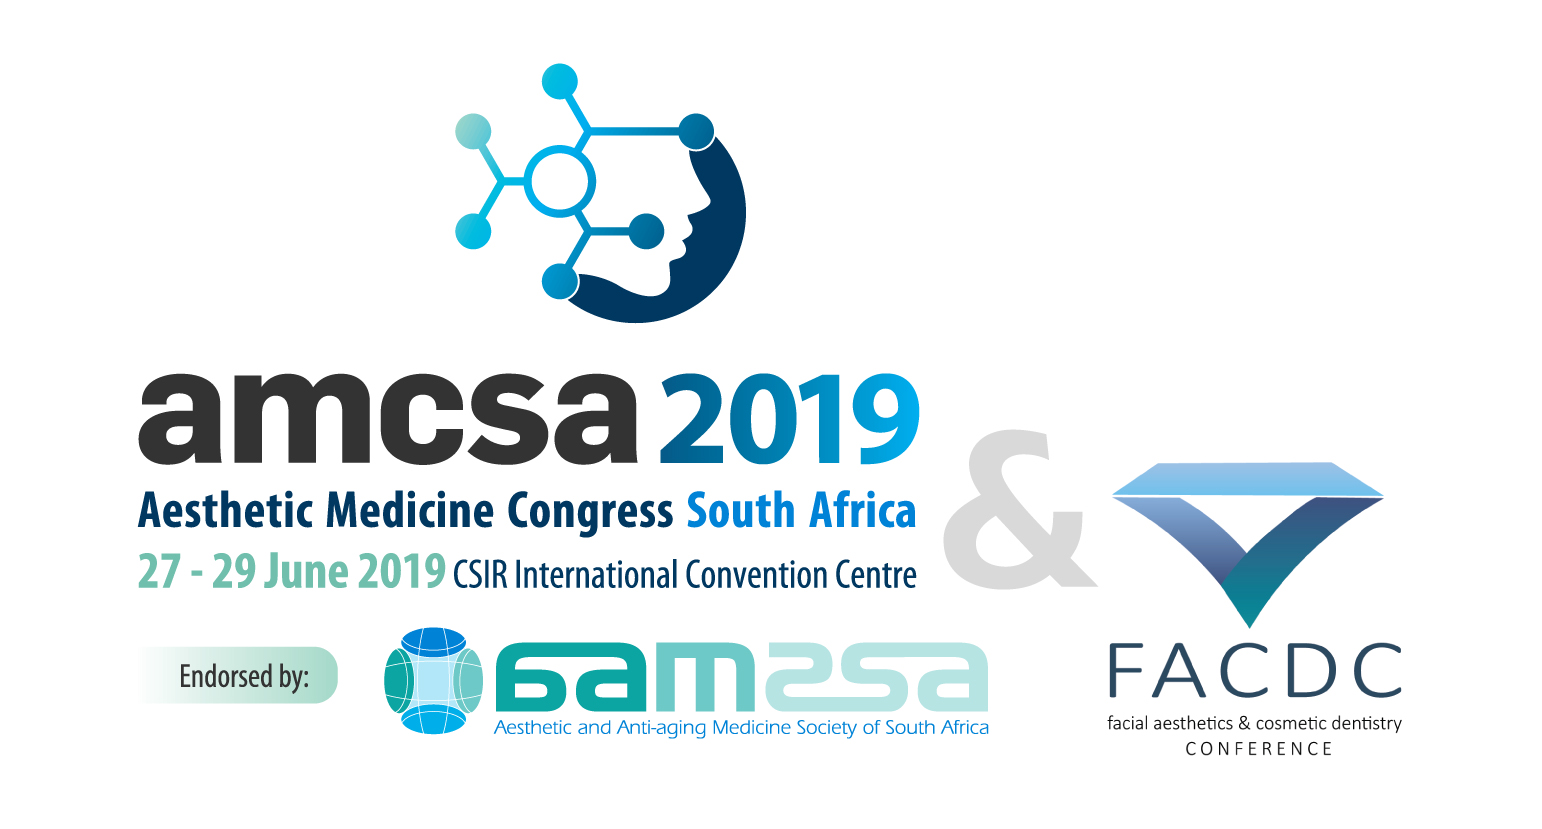 amcsa 2019
Aesthetic Medicine Congress South Africa
27 - 29 June 2019 CSIR International Convention Centre
&
Endorsed by:
aamssa
Aesthetic and Anti-aging Medicine Society of South Africa
FACDC
facial aesthetics & cosmetic dentistry
CONFERENCE